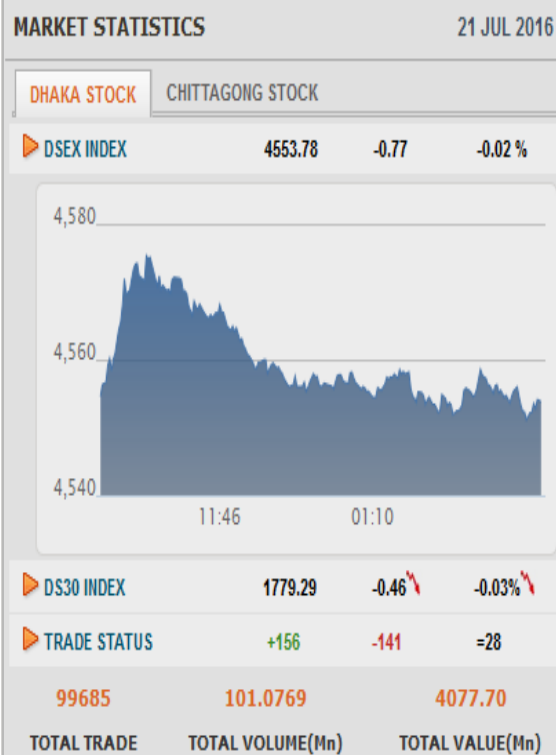 MARKET STATISTICS 21 JUL 2016
DHAKA STOCK CHITTAGONG STOCK
DSEX INDEX 4553.78 -0.77 -0.02 %
4,580
4,560
4,540
11:46 01:10
DS30 INDEX 1779.29 -0.46 -0.03%
TRADE STATUS +156 -141 =28
99685 101.0769 4077.70
TOTAL TRADE TOTAL VOLUME(Mn) TOTAL VALUE(Mn)